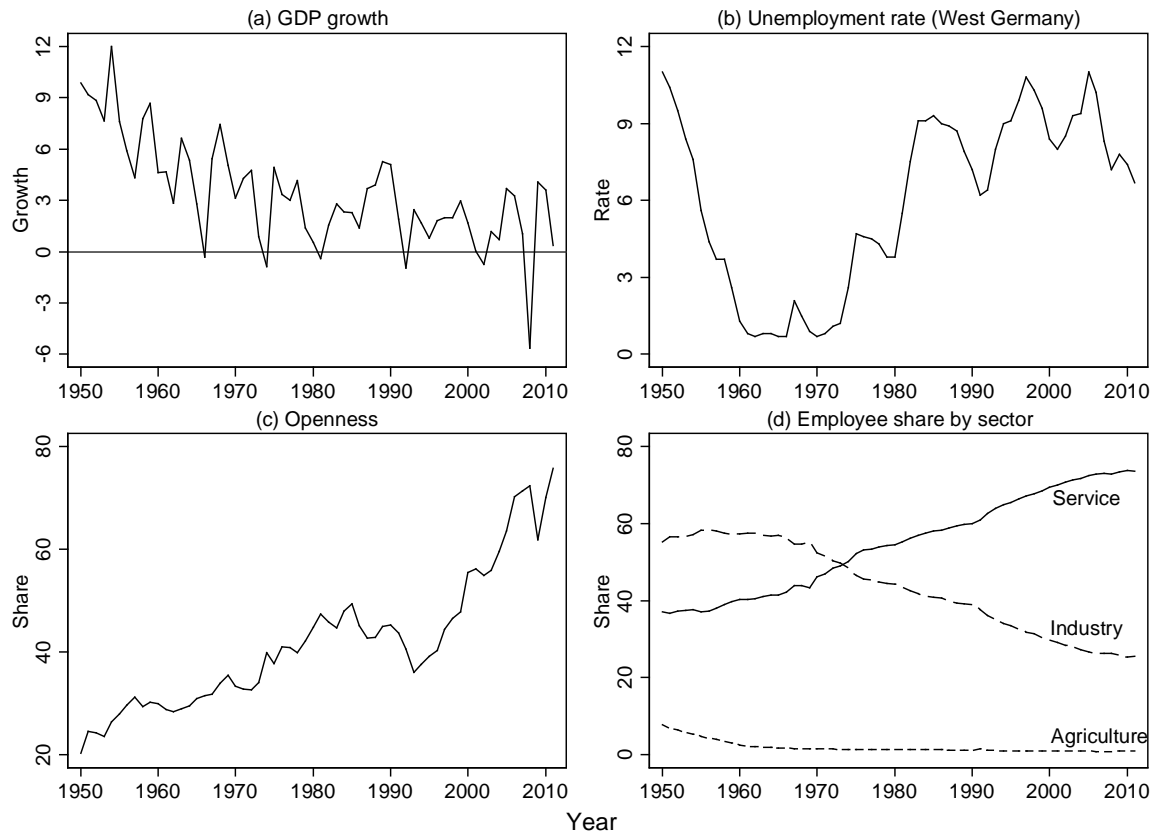 (a) GDP growth
Growth
12
9
6
3
0
-3
-6
1950 1960 1970 1980 1990 2000 2010
(b) Unemployment rate (West Germany)
Rate
12
9
6
3
0
1950 1960 1970 1980 1990 2000 2010
(c) Openness
Share
80
60
40
20
1950 1960 1970 1980 1990 2000 2010
(d) Employee share by sector
Share
80
60
40
20
0
Service
Industry
Agriculture
1950 1960 1970 1980 1990 2000 2010
Year